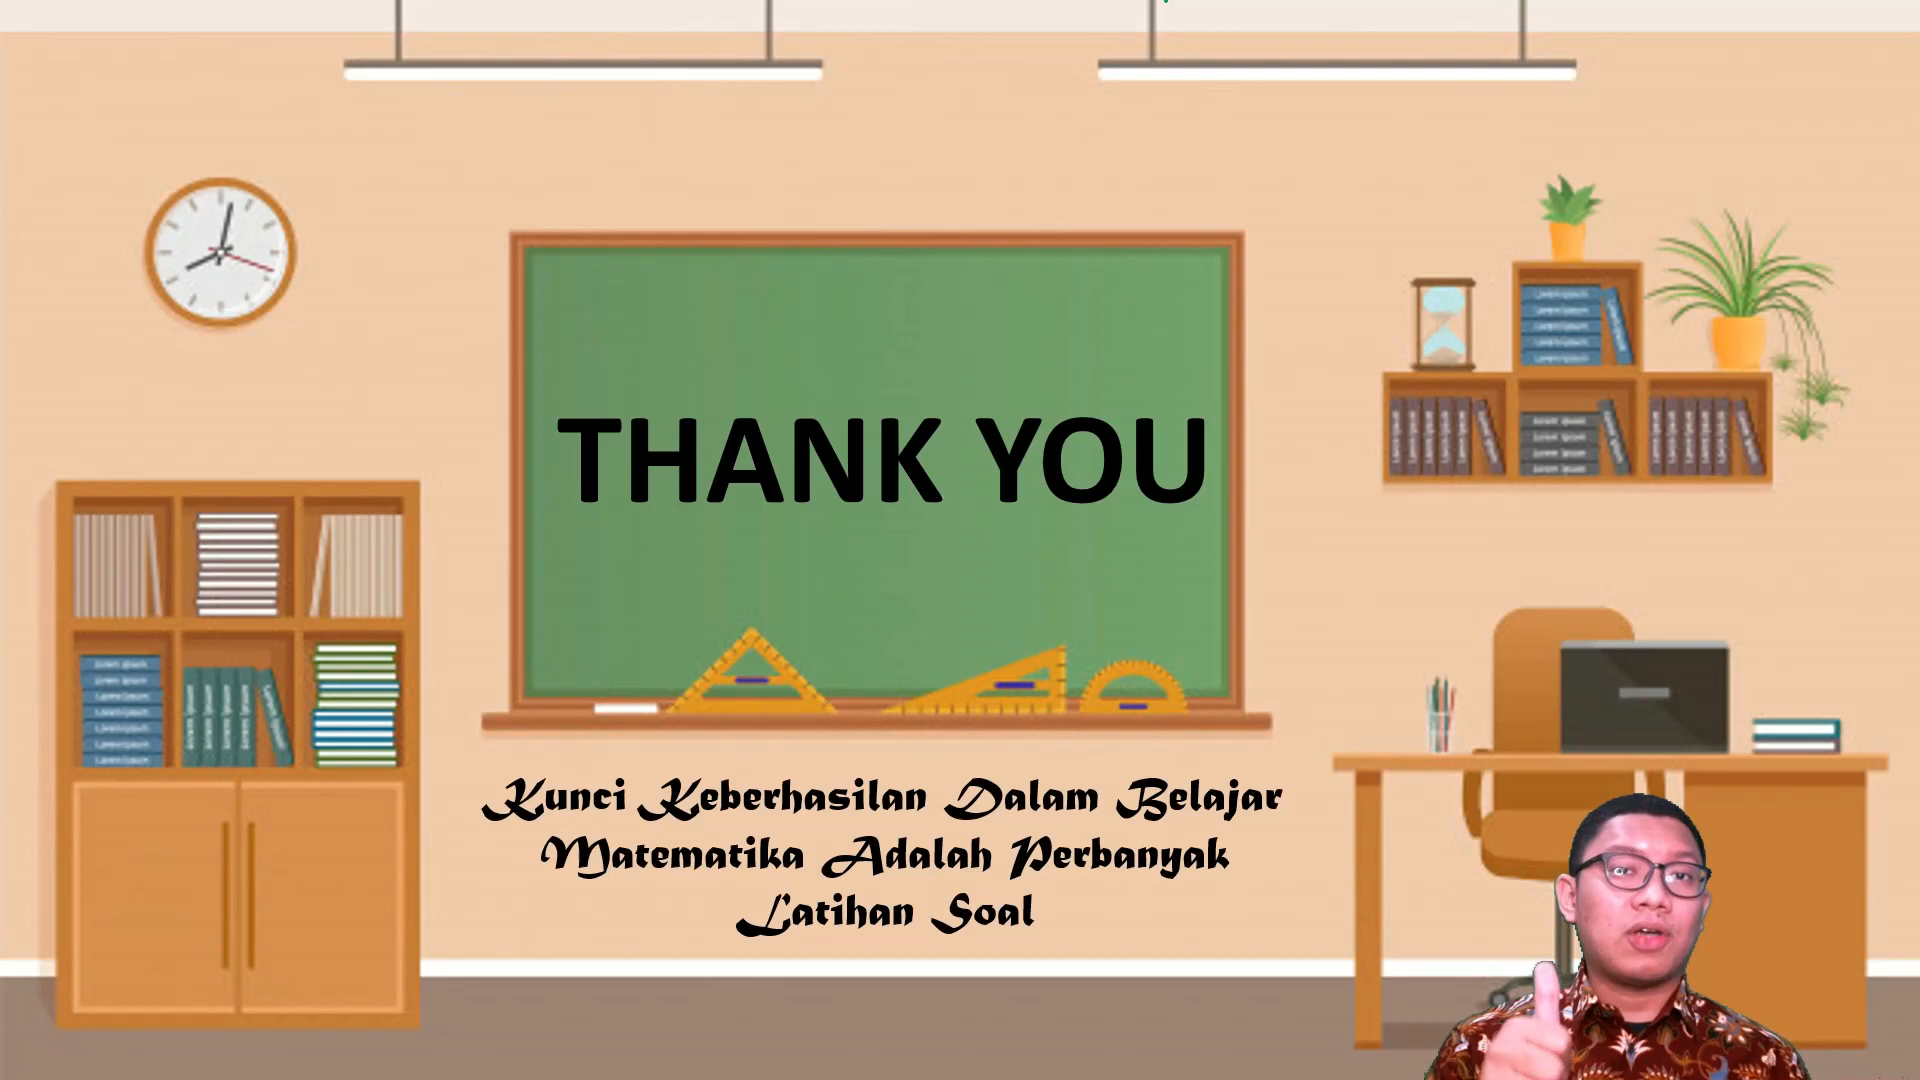 THANK YOU
Kunci Keberhasilan Dalam Belajar
Matematika Adalah Perbanyak
Latihan Soal